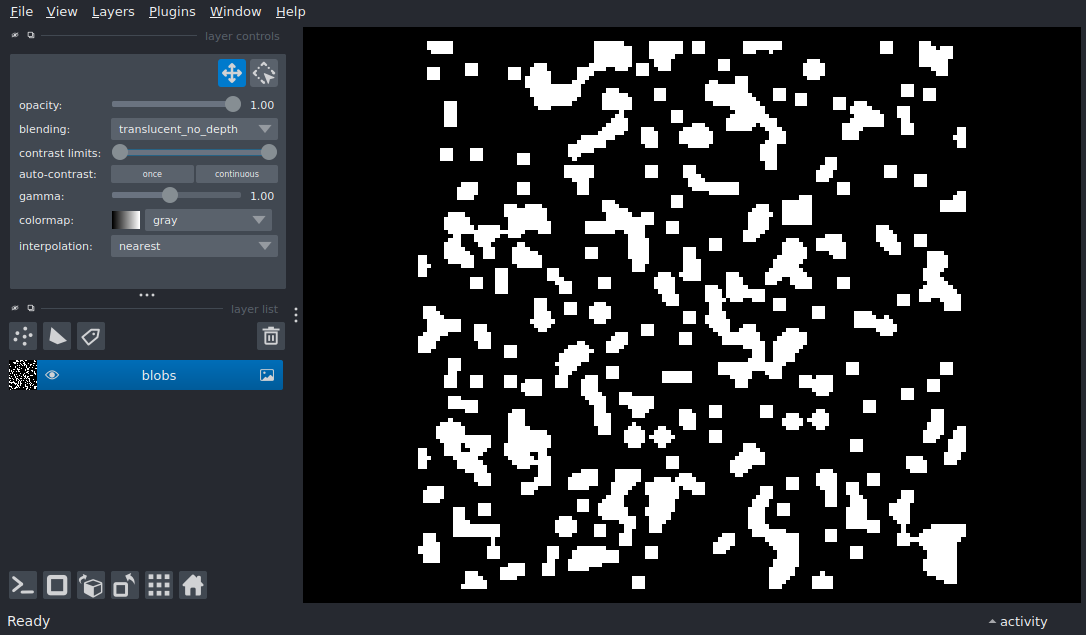 File View Layers Plugins Window Help
layer controls
opacity: 1.00
blending: translucent_no_depth
contrast limits:
auto-contrast: once continuous
gamma: 1.00
colormap: gray
interpolation: nearest
layer list
blobs
Ready activity